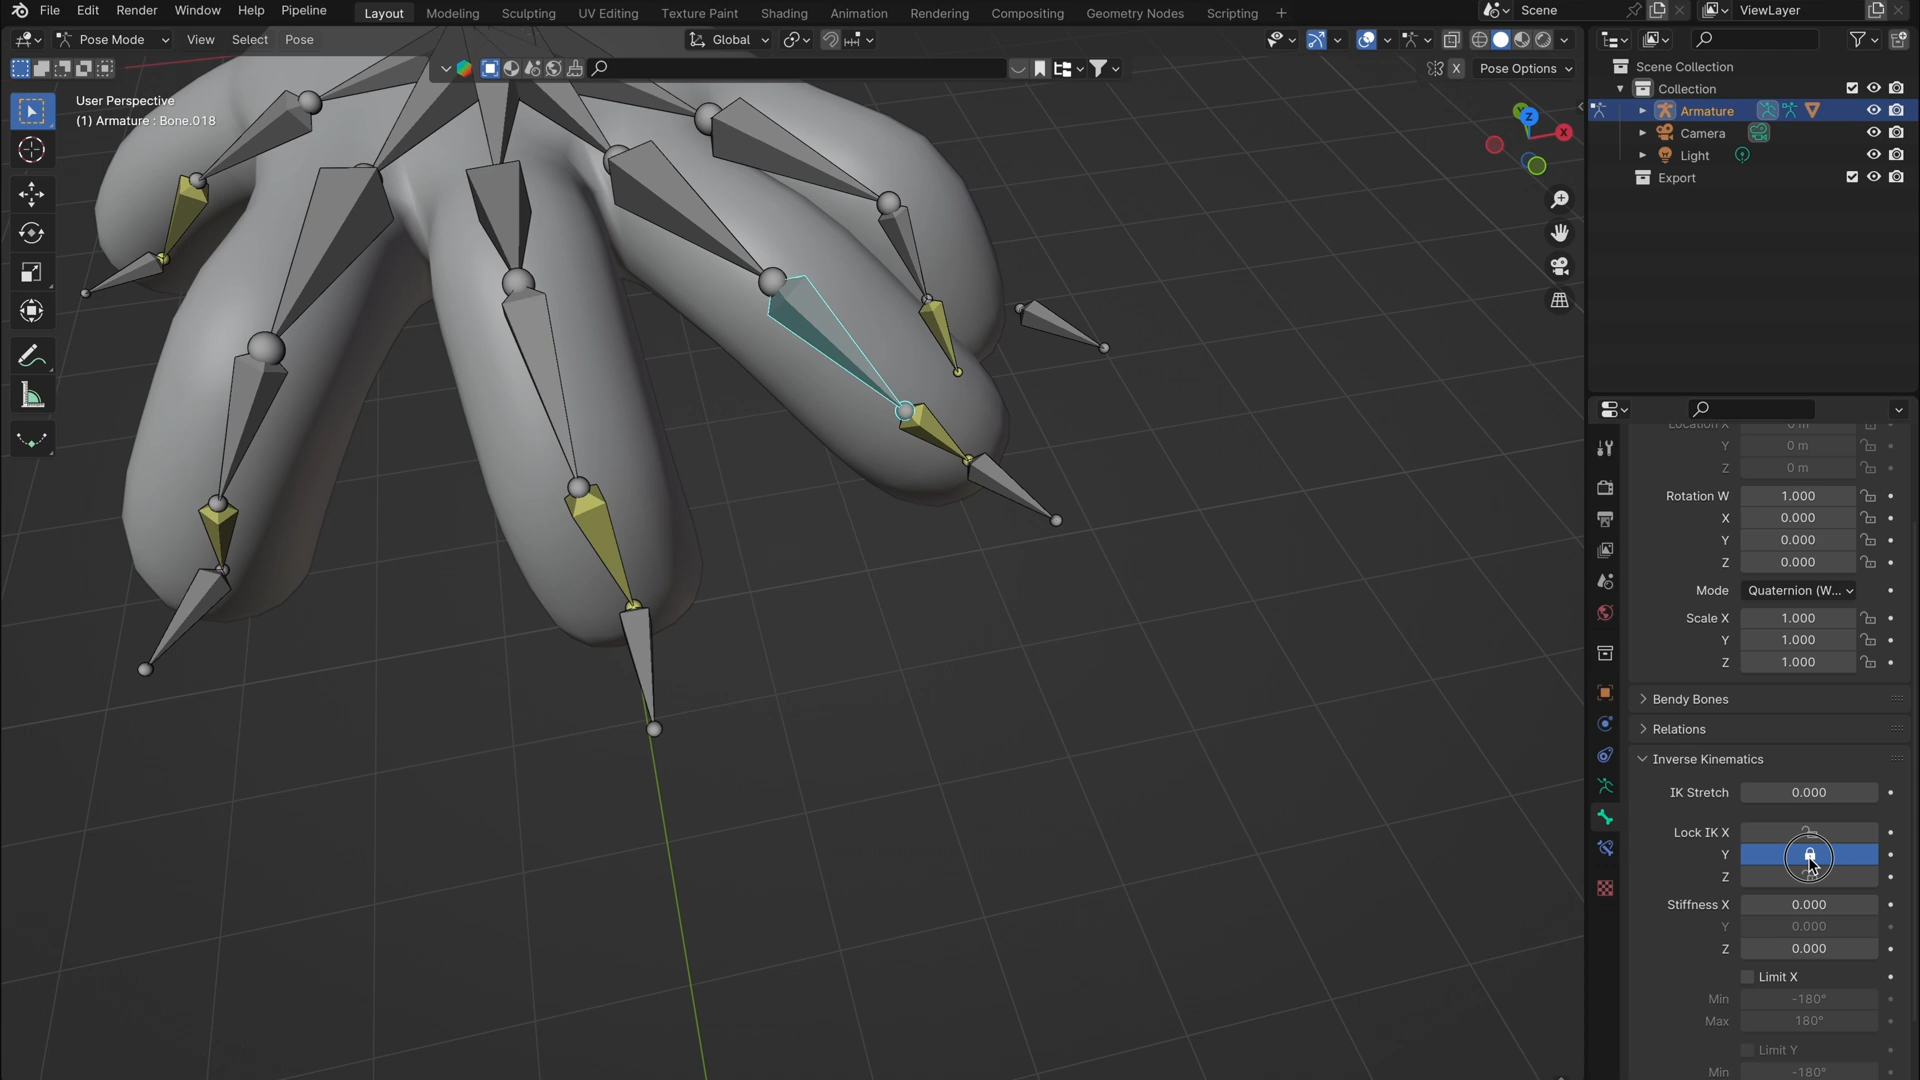 File Edit Render Window Help Pipeline Layout Modeling Sculpting UV Editing Texture Paint Shading Animation Rendering Compositing Geometry Nodes Scripting + Scene ViewLayer
Pose Mode View Select Pose Global
X Pose Options
User Perspective
(1) Armature : Bone.018
Z
X
Scene Collection
Collection
Armature
Camera
Light
Export
Location X 0 m
Y 0 m
Z 0 m
Rotation W 1.000
X 0.000
Y 0.000
Z 0.000
Mode Quaternion (W...
Scale X 1.000
Y 1.000
Z 1.000
Bendy Bones
Relations
Inverse Kinematics
IK Stretch 0.000
Lock IK X
Y
Z
Stiffness X 0.000
Y 0.000
Z 0.000
Limit X
Min -180°
Max 180°
Limit Y
Min -180°